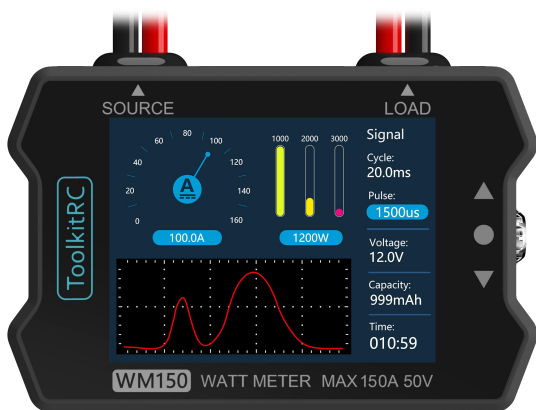 SOURCE
LOAD
ToolkitRC
0
20
40
60
80
100
120
140
160
A
100.0A
1000
2000
3000
1200W
Signal
Cycle:
20.0ms
Pulse:
1500us
Voltage:
12.0V
Capacity:
999mAh
Time:
010:59
WM150 WATT METER MAX 150A 50V